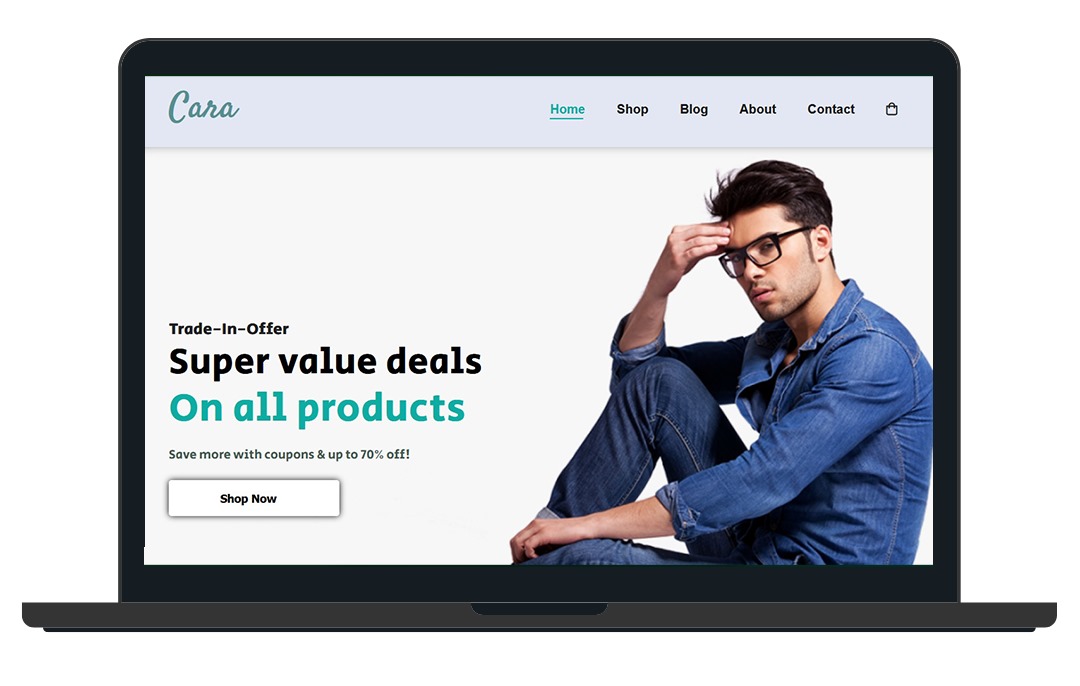 Cara
Home Shop Blog About Contact
Trade-In-Offer
Super value deals
On all products
Save more with coupons & up to 70% off!
Shop Now